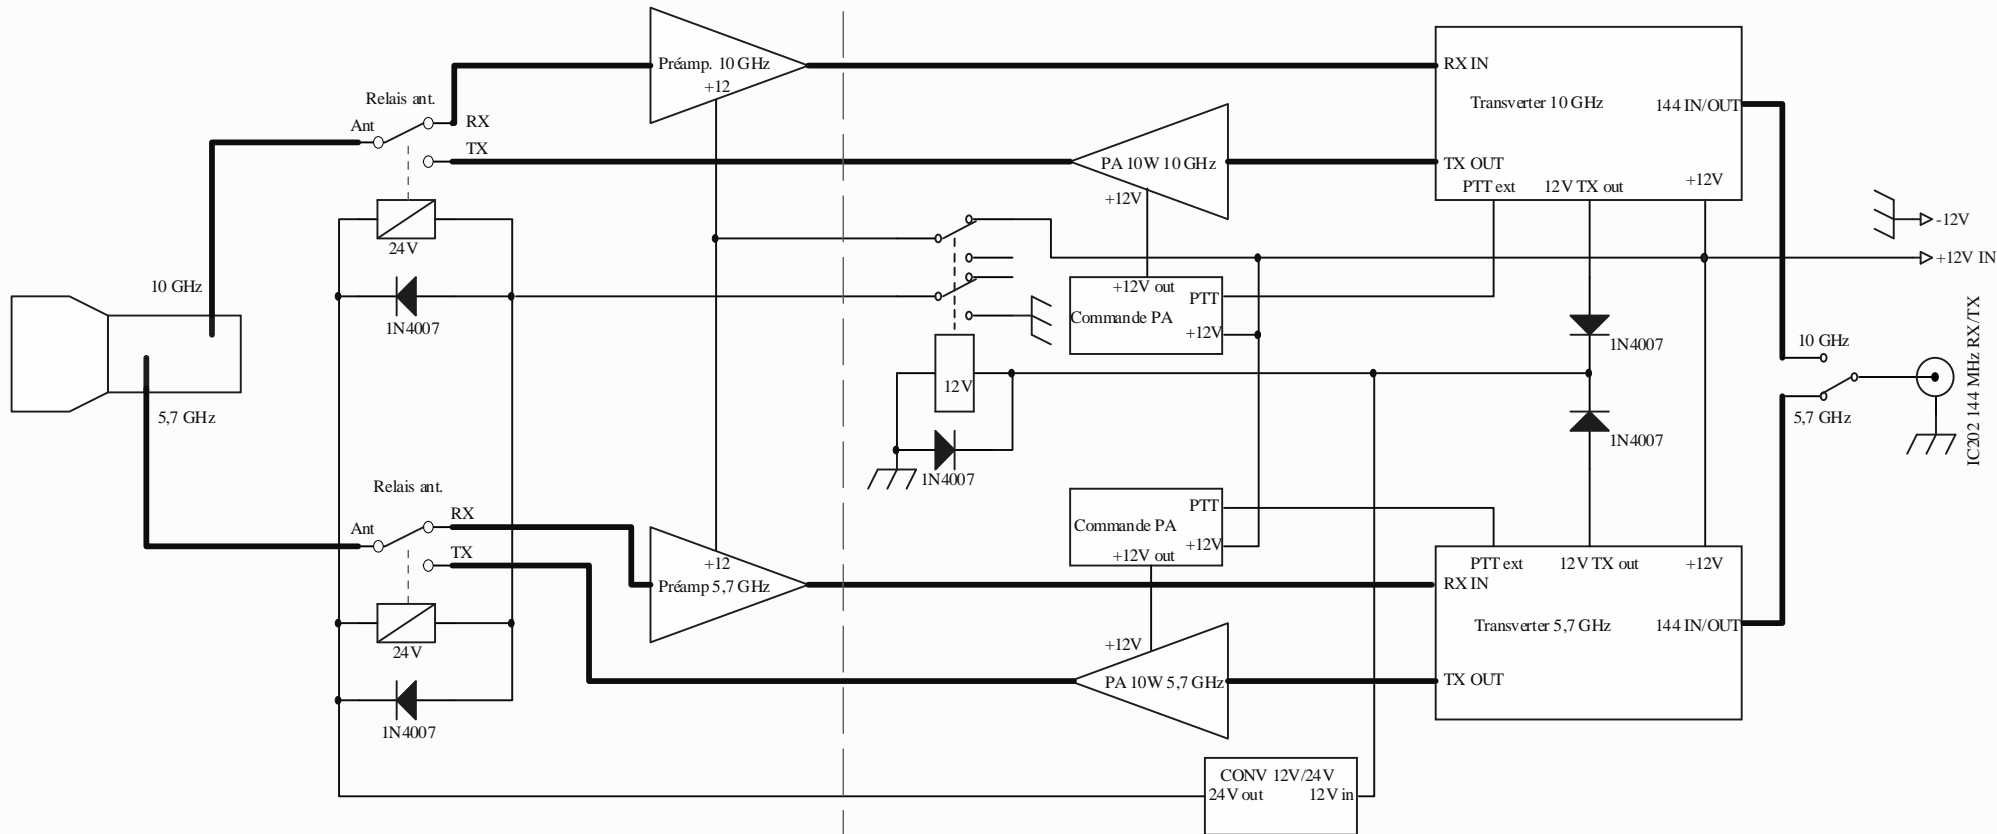 Préamp. 10 GHz
+12
Relais ant.
Ant
RX
TX
24V
1N4007
10 GHz
5,7 GHz
RX IN
Transverter 10 GHz
144 IN/OUT
TX OUT
PTT ext
12V TX out
+12V
PA 10W 10 GHz
+12V
-12V
+12V IN
+12V out
PTT
Commande PA
+12V
1N4007
12V
1N4007
1N4007
10 GHz
5,7 GHz
IC202 144 MHz RX/TX
Relais ant.
Ant
RX
TX
24V
1N4007
+12
Préamp 5,7 GHz
PTT
Commande PA
+12V
+12V out
+12V
PA 10W 5,7 GHz
PTT ext
12V TX out
+12V
RX IN
Transverter 5,7 GHz
144 IN/OUT
TX OUT
CONV 12V/24V
24V out
12V in